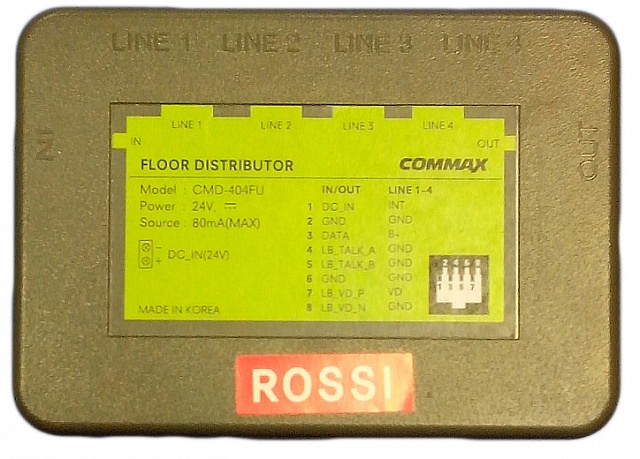 LINE 1 LINE 2 LINE 3 LINE 4
IN
OUT
LINE 1 LINE 2 LINE 3 LINE 4
IN OUT
FLOOR DISTRIBUTOR COMMAX
Model : CMD-404FU
Power : 24V, ⎓
Source : 80mA(MAX)
- + DC_IN(24V)
MADE IN KOREA
IN/OUT LINE 1-4
1 DC_IN INT
2 GND GND
3 DATA B+
4 LB_TALK_A GND
5 LB_TALK_B GND
6 GND GND
7 LB_VD_P VD
8 LB_VD_N GND
2 4 6 8
1 3 5 7
ROSSI